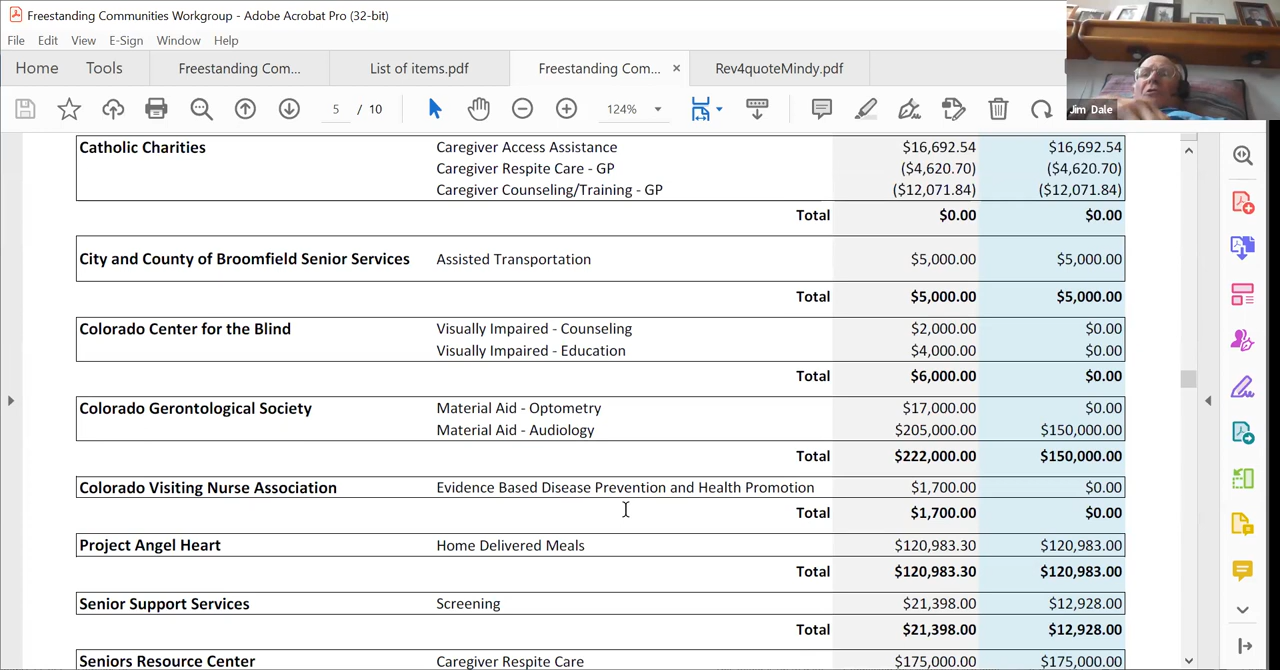 Freestanding Communities Workgroup - Adobe Acrobat Pro (32-bit)
File Edit View E-Sign Window Help
Home Tools Freestanding Com... List of items.pdf Freestanding Com... × Rev4quoteMindy.pdf
5 / 10 124%
Jim Dale
Catholic Charities Caregiver Access Assistance $16,692.54 $16,692.54
Caregiver Respite Care - GP ($4,620.70) ($4,620.70)
Caregiver Counseling/Training - GP ($12,071.84) ($12,071.84)
Total $0.00 $0.00
City and County of Broomfield Senior Services Assisted Transportation $5,000.00 $5,000.00
Total $5,000.00 $5,000.00
Colorado Center for the Blind Visually Impaired - Counseling $2,000.00 $0.00
Visually Impaired - Education $4,000.00 $0.00
Total $6,000.00 $0.00
Colorado Gerontological Society Material Aid - Optometry $17,000.00 $0.00
Material Aid - Audiology $205,000.00 $150,000.00
Total $222,000.00 $150,000.00
Colorado Visiting Nurse Association Evidence Based Disease Prevention and Health Promotion $1,700.00 $0.00
Total $1,700.00 $0.00
Project Angel Heart Home Delivered Meals $120,983.30 $120,983.00
Total $120,983.30 $120,983.00
Senior Support Services Screening $21,398.00 $12,928.00
Total $21,398.00 $12,928.00
Seniors Resource Center Caregiver Respite Care $175,000.00 $175,000.00